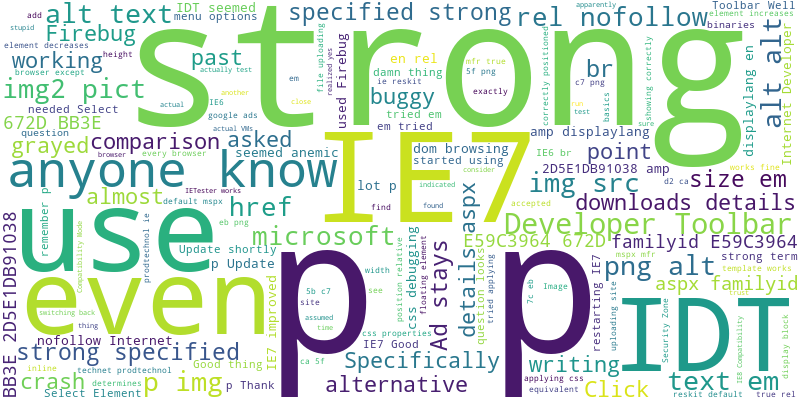 add
alt text
IDT seemed
menu options
specified strong
rel nofollow
Toolbar Well
element increases
binaries
stupid
Firebug
element decreases
working
browser except
height
past
actually test
strong
file uploading
realized yes
used Firebug
em
en rel
damn thing
ie reskit
buggy
mfr true
5f png
c7 png
exactly
br
correctly positioned
apparently
run
test
basics
sure
showing correctly
displaylang en
alt alt
Internet Developer
img2 pict
needed Select
672D BB3E
question
actual
IE6
another
google ads
close
actual VMs
tried em
em tried
amp displaylang
grayed
comparison
asked
seemed anemic
IE7
dom browsing
started using
IE6 br
point
2D5E1DB91038 amp
works fine
anyone know
browser
every browser
IETester works
lot p
indicated
consider
img src
d2 ca
size em
remember p
almost
default mspx
href
find
found
accepted
downloads details
use
eb png
Developer Toolbar
microsoft
details aspx
E59C3964 672D
familyid E59C3964
Update shortly
p Update
prodtechnol ie
Compatibility Mode
css debugging
Ad stays
question looks
tried applying
restarting IE7
uploading site
mspx mfr
strong term
png alt
template works
aspx familyid
trust
BB3E 2D5E1DB91038
even
IE7 improved
5b c7
site
width
see
position relative
floating element
7c eb
Image
assumed
time
p
p
IDT
Security Zone
IE8 Compatibility
display block
switching back
thing
nofollow Internet
css properties
IE7 Good
strong specified
technet prodtechnol
Good thing
ca 5f
Specifically
writing
applying css
equivalent
crash
inline
determines
p img
p Thank
alternative
Click
text em
Select Element
reskit default
true rel